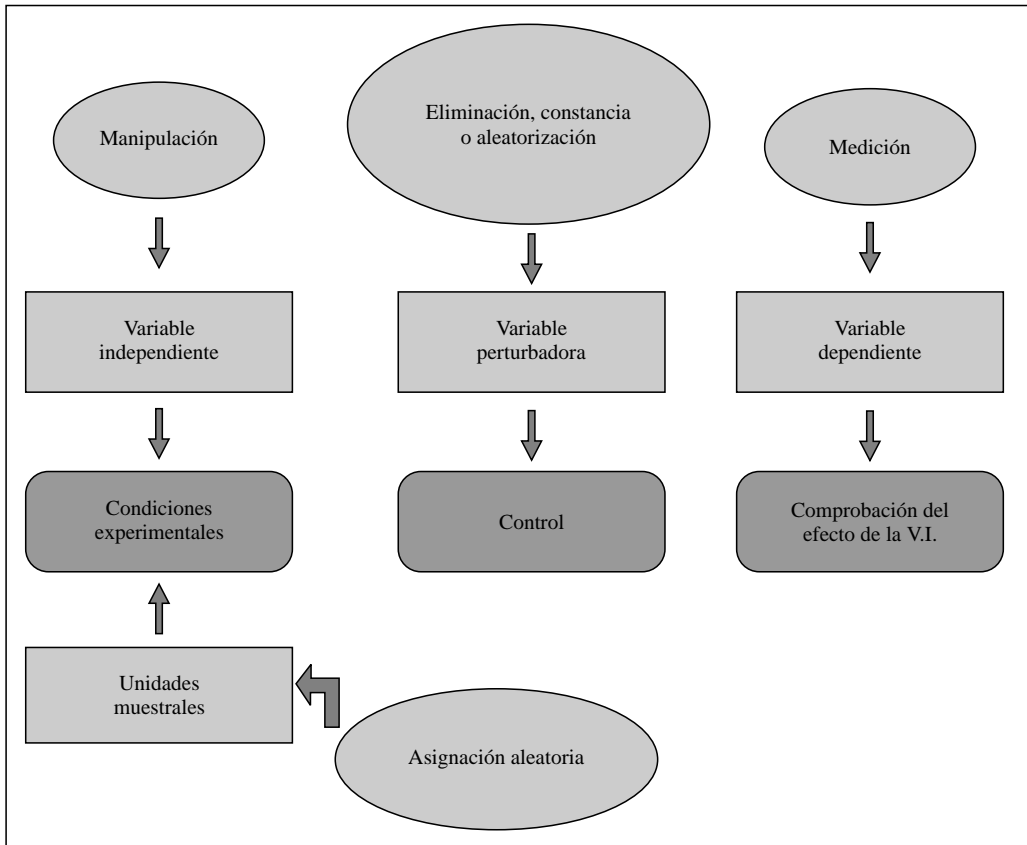 Manipulación
Eliminación, constancia
o aleatorización
Medición
Variable
independiente
Variable
perturbadora
Variable
dependiente
Condiciones
experimentales
Control
Comprobación del
efecto de la V.I.
Unidades
muestrales
Asignación aleatoria